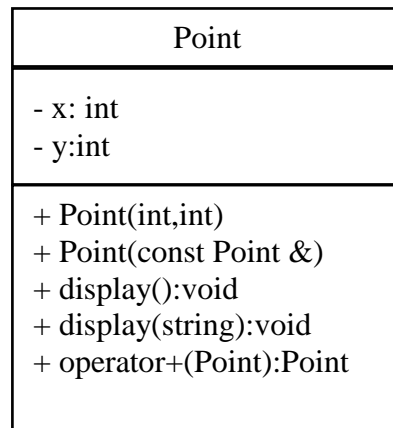 Point
- x: int
- y:int
+ Point(int,int)
+ Point(const Point &)
+ display():void
+ display(string):void
+ operator+(Point):Point